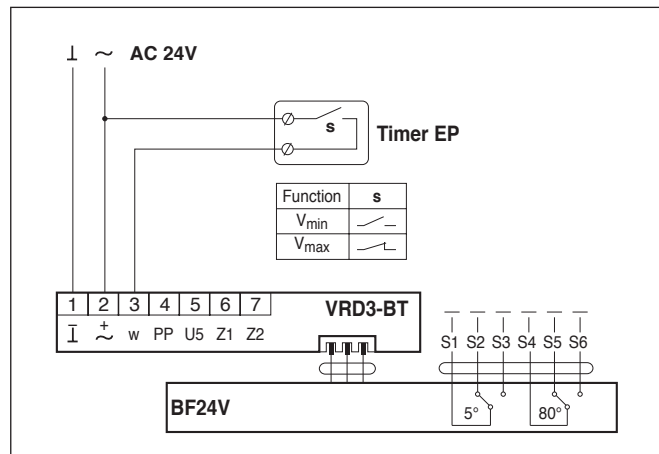 ⊥ ~ AC 24V
s
Timer EP
Function s
Vmin
Vmax
1 2 3 4 5 6 7
VRD3-BT
⊥ ~ + w PP U5 Z1 Z2
S1 S2 S3 S4 S5 S6
BF24V
5° 80°